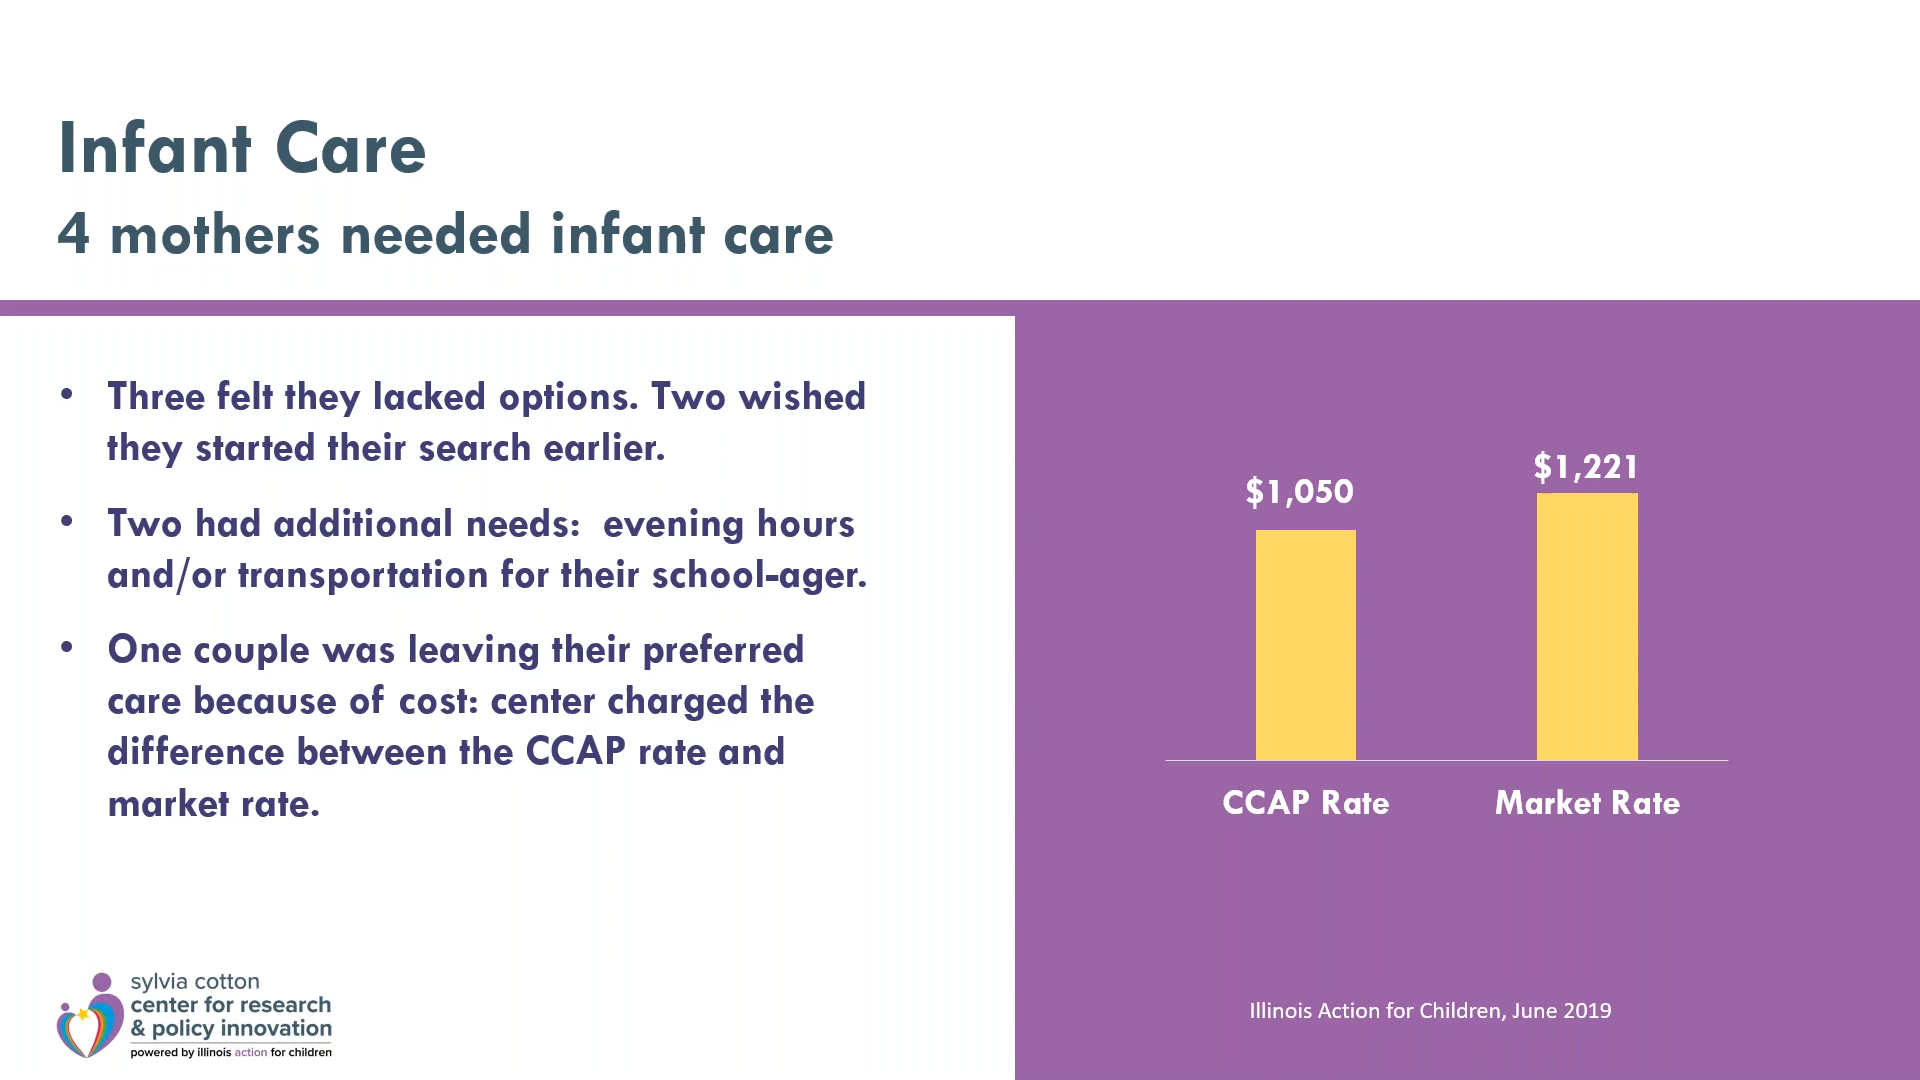 Infant Care
4 mothers needed infant care
• Three felt they lacked options. Two wished
they started their search earlier.
• Two had additional needs:  evening hours
and/or transportation for their school-ager.
• One couple was leaving their preferred
care because of cost: center charged the
difference between the CCAP rate and
market rate.
$1,050
$1,221
CCAP Rate
Market Rate
Illinois Action for Children, June 2019
sylvia cotton
center for research
& policy innovation
powered by illinois action for children